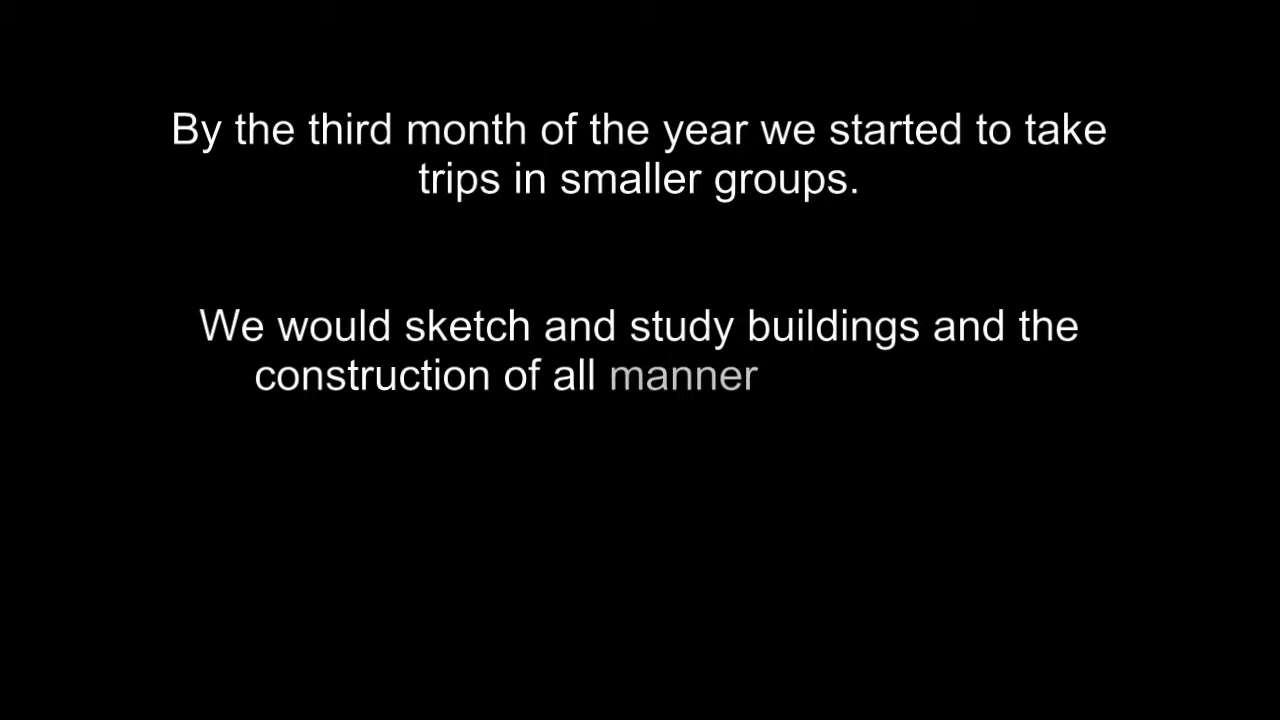 By the third month of the year we started to take
trips in smaller groups.
We would sketch and study buildings and the
construction of all manner